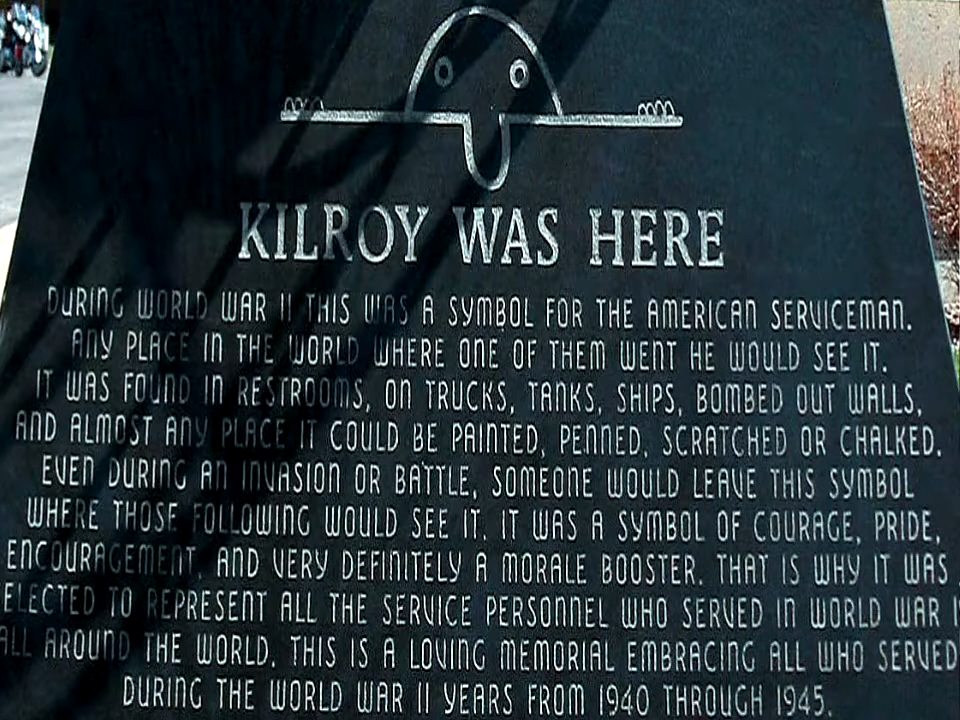 KILROY WAS HERE
DURING WORLD WAR II THIS WAS A SYMBOL FOR THE AMERICAN SERVICEMAN.
ANY PLACE IN THE WORLD WHERE ONE OF THEM WENT HE WOULD SEE IT.
IT WAS FOUND IN RESTROOMS, ON TRUCKS, TANKS, SHIPS, BOMBED OUT WALLS,
AND ALMOST ANY PLACE IT COULD BE PAINTED, PENNED, SCRATCHED OR CHALKED.
EVEN DURING AN INVASION OR BATTLE, SOMEONE WOULD LEAVE THIS SYMBOL
WHERE THOSE FOLLOWING WOULD SEE IT. IT WAS A SYMBOL OF COURAGE, PRIDE,
ENCOURAGEMENT, AND VERY DEFINITELY A MORALE BOOSTER. THAT IS WHY IT WAS
ELECTED TO REPRESENT ALL THE SERVICE PERSONNEL WHO SERVED IN WORLD WAR I
ALL AROUND THE WORLD. THIS IS A LOVING MEMORIAL EMBRACING ALL WHO SERVED
DURING THE WORLD WAR II YEARS FROM 1940 THROUGH 1945.